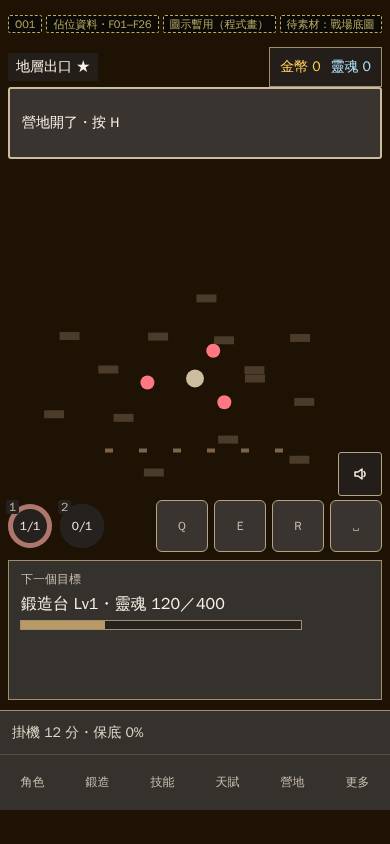 001 佔位資料・F01—F26 圖示暫用（程式畫） 待素材：戰場底圖
地層出口 ★ 金幣 0 靈魂 0
營地開了・按 H
1 1/1 2 0/1 Q E R ⎵
下一個目標
鍛造台 Lv1・靈魂 120／400
掛機 12 分・保底 0%
角色 鍛造 技能 天賦 營地 更多